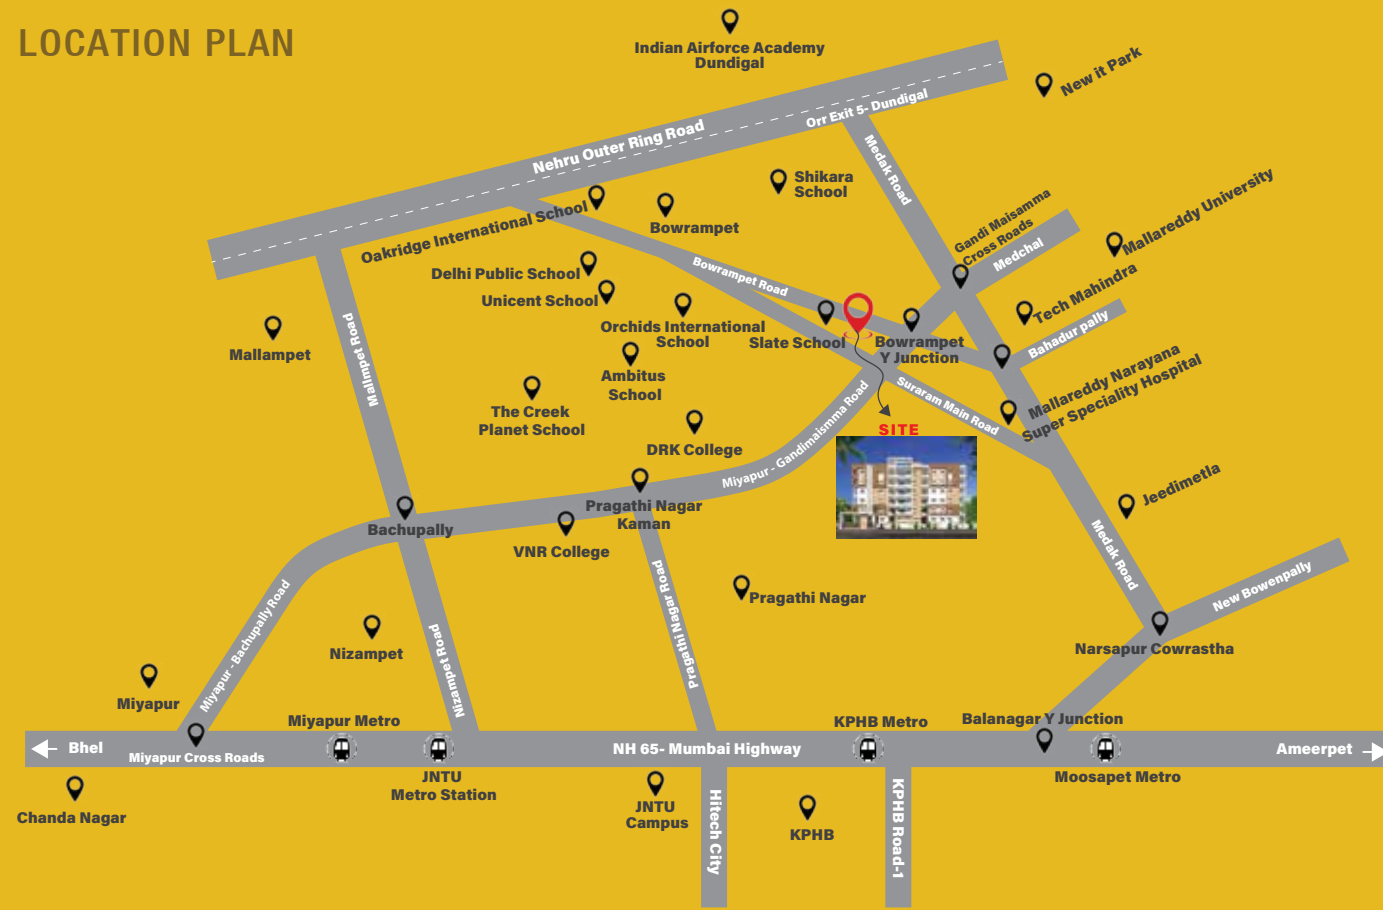 LOCATION PLAN
Indian Airforce Academy
Dundigal
New it Park
Orr Exit 5- Dundigal
Nehru Outer Ring Road
Medak Road
Shikara
School
Oakridge International School
Bowrampet
Gandi Maisamma
Cross Roads
Medchal
Mallareddy University
Delhi Public School
Unicent School
Bowrampet Road
Tech Mahindra
Orchids International
School
Slate School
Bowrampet
Y Junction
Bahadur pally
Mallampet
Mallmpet Road
Ambitus
School
The Creek
Planet School
DRK College
Miyapur - Gandimaismma Road
Suraram Main Road
Mallareddy Narayana
Super Speciality Hospital
SITE
Jeedimetla
Bachupally
Pragathi Nagar
Kaman
VNR College
Medak Road
Miyapur - Bachupally Road
Pragathi Nagar Road
Pragathi Nagar
New Bowenpally
Nizampet
Nizampet Road
Narsapur Cowrastha
Miyapur
Miyapur Metro
KPHB Metro
Balanagar Y Junction
Bhel
Miyapur Cross Roads
NH 65- Mumbai Highway
Ameerpet
JNTU
Metro Station
Moosapet Metro
Chanda Nagar
JNTU
Campus
Hitech City
KPHB
KPHB Road-1